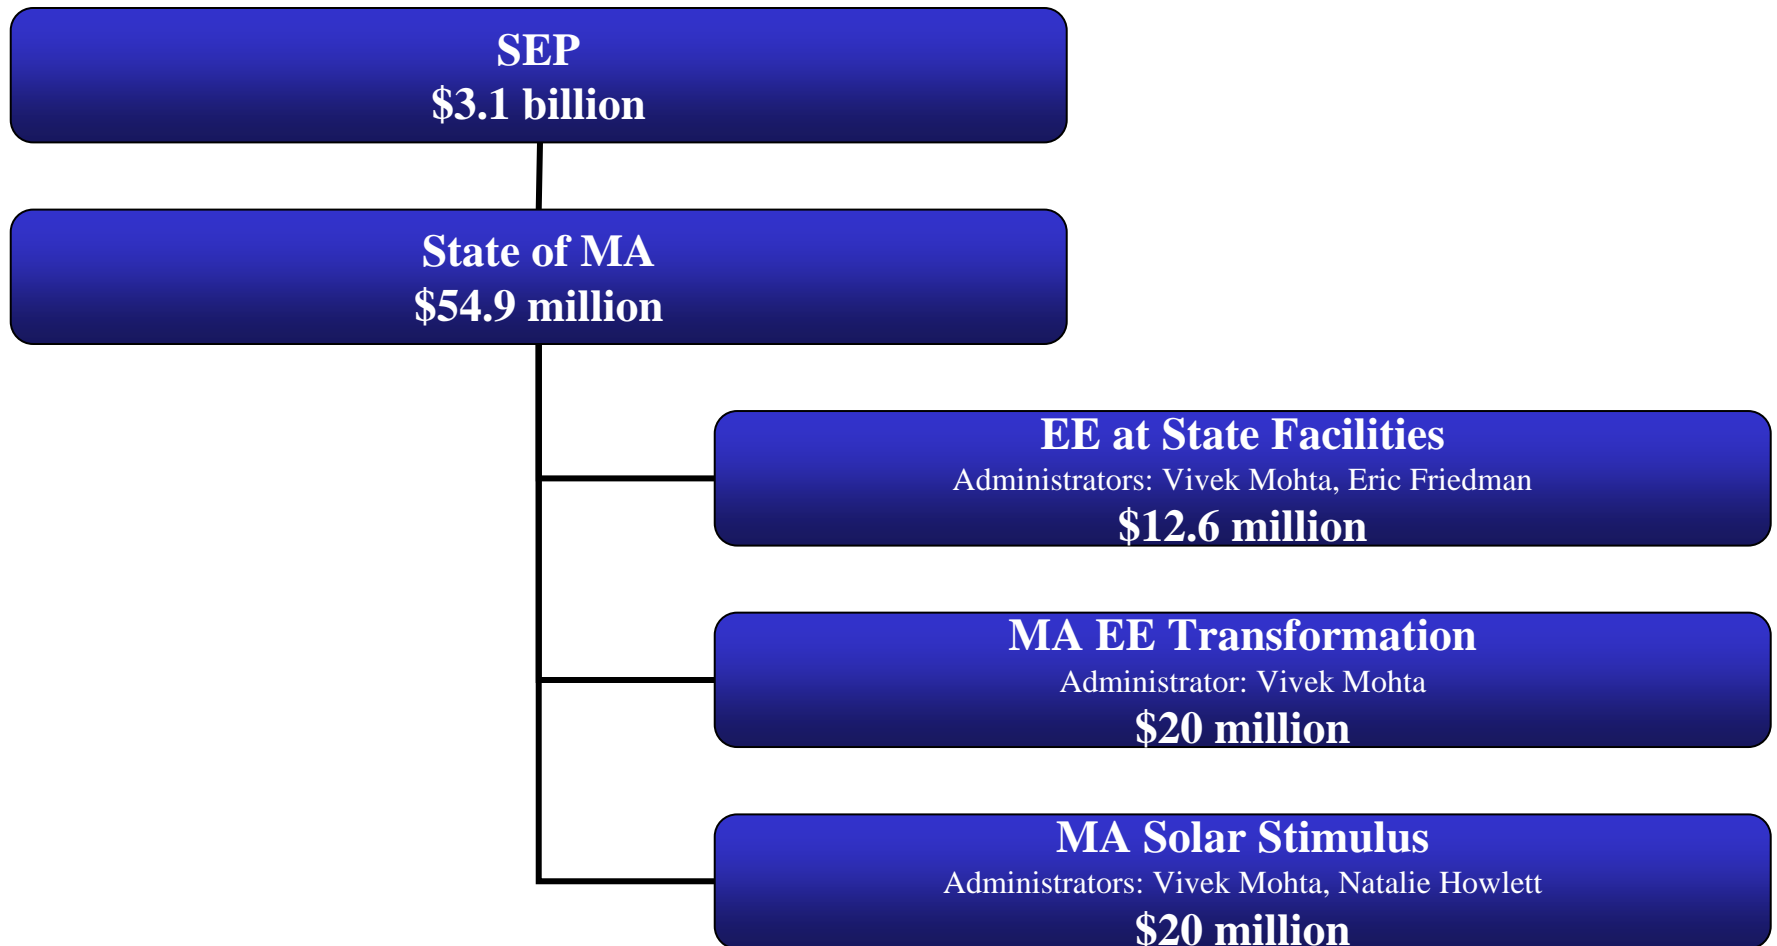 SEP
$3.1 billion
State of MA
$54.9 million
EE at State Facilities
Administrators: Vivek Mohta, Eric Friedman
$12.6 million
MA EE Transformation
Administrator: Vivek Mohta
$20 million
MA Solar Stimulus
Administrators: Vivek Mohta, Natalie Howlett
$20 million